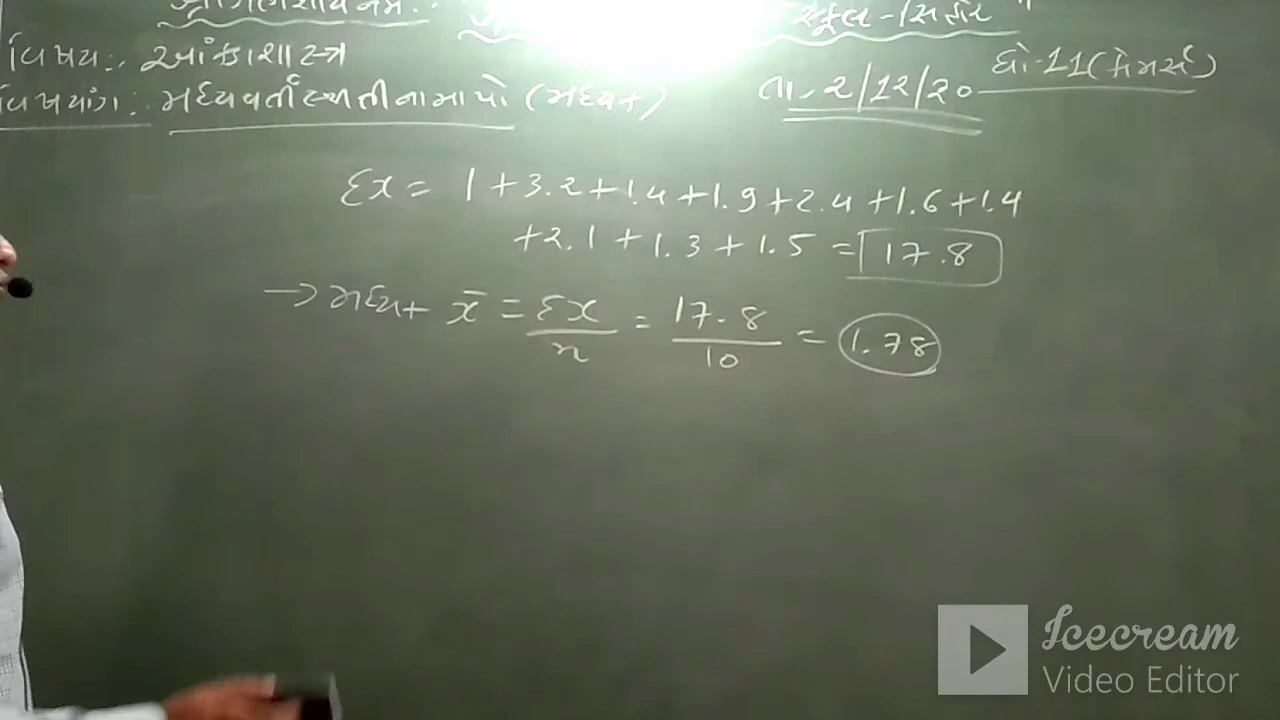 સ્કુલ
વિષય:. આંકડાશાસ્ત્ર ધો-11(કોમર્સ)
વિષયાંગ: મધ્યવર્તી સ્થિતીના માપો (મધ્યક) તા. 2/12/20
Σx = 1+3.2+1.4+1.9+2.4+1.6+1.4
+2.1+1.3+1.5 = 17.8
→ મધ્યક x̄ = Σx/n = 17.8/10 = 1.78
Icecream
Video Editor